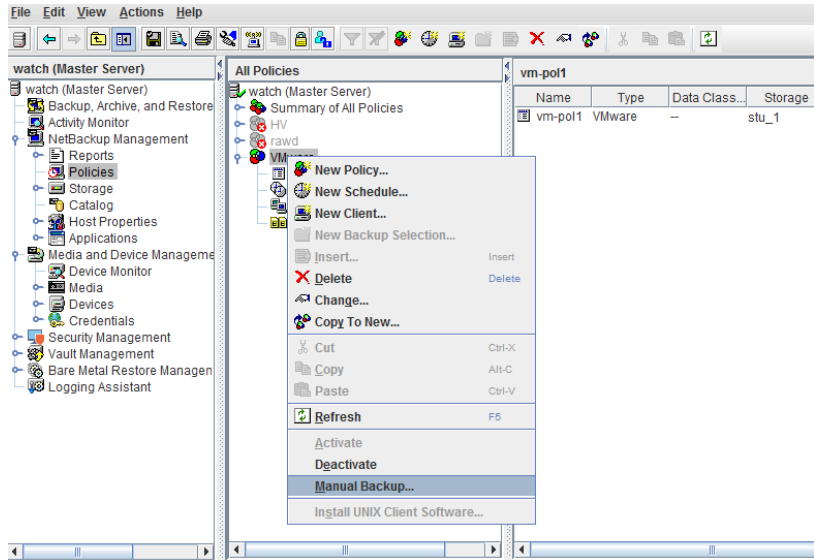 File Edit View Actions Help
watch (Master Server)
watch (Master Server)
Backup, Archive, and Restore
Activity Monitor
NetBackup Management
Reports
Policies
Storage
Catalog
Host Properties
Applications
Media and Device Manageme
Device Monitor
Media
Devices
Credentials
Security Management
Vault Management
Bare Metal Restore Managen
Logging Assistant
All Policies
watch (Master Server)
Summary of All Policies
HV
rawd
VMware
New Policy...
New Schedule...
New Client...
New Backup Selection...
Insert... Insert
Delete Delete
Change...
Copy To New...
Cut Ctrl-X
Copy Alt-C
Paste Ctrl-V
Refresh F5
Activate
Deactivate
Manual Backup...
Install UNIX Client Software...
vm-pol1
Name Type Data Class... Storage
vm-pol1 VMware -- stu_1